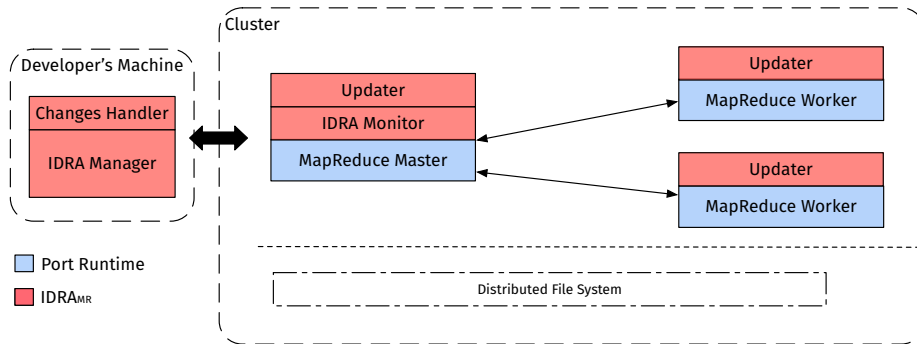 Cluster
Developer's Machine
Changes Handler
IDRA Manager
Updater
IDRA Monitor
MapReduce Master
Updater
MapReduce Worker
Updater
MapReduce Worker
Port Runtime
IDRAMR
Distributed File System